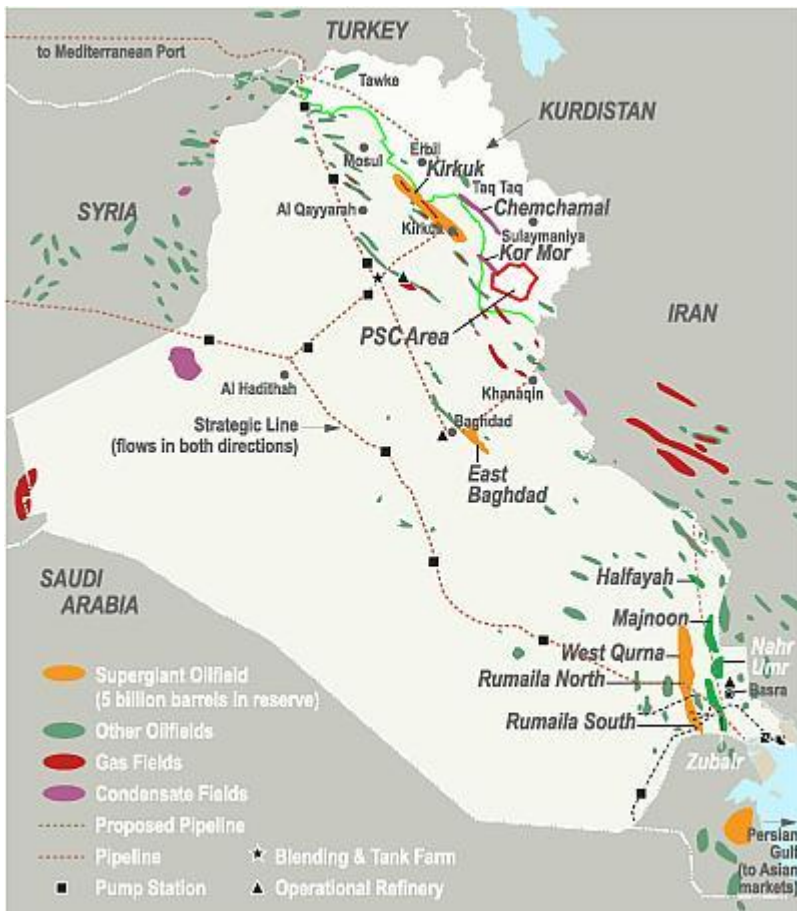 TURKEY
to Mediterranean Port
Tawke
KURDISTAN
Mosul
Erbil
Kirkuk
Taq Taq
Chemchamal
SYRIA
Al Qayyarah
Kirkuk
Sulaymaniya
Kor Mor
IRAN
PSC Area
Al Hadithah
Khanaqin
Strategic Line
(flows in both directions)
Baghdad
East
Baghdad
SAUDI
ARABIA
Halfayah
Majnoon
West Qurna
Nahr
Umr
Rumaila North
Basra
Rumaila South
Zubair
Supergiant Oilfield
(5 billion barrels in reserve)
Other Oilfields
Gas Fields
Condensate Fields
Proposed Pipeline
Pipeline
Blending & Tank Farm
Pump Station
Operational Refinery
Persian
Gulf
(to Asian
markets)